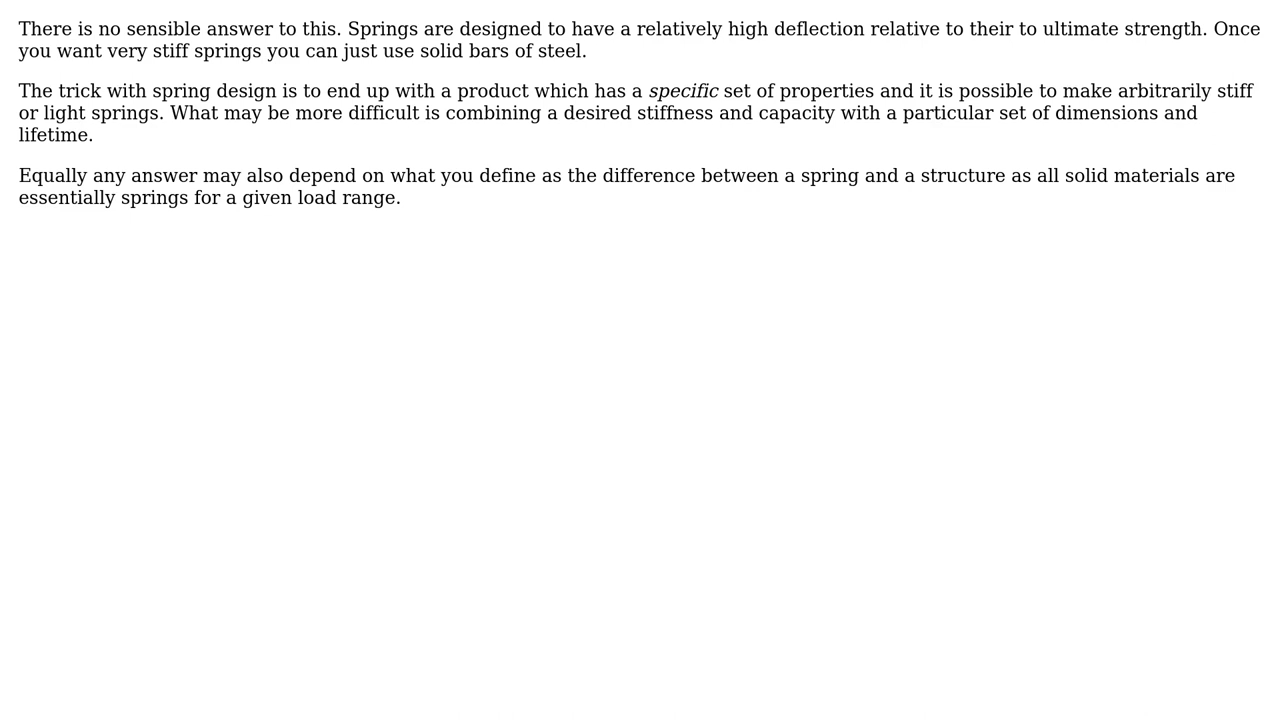 There is no sensible answer to this. Springs are designed to have a relatively high deflection relative to their to ultimate strength. Once
you want very stiff springs you can just use solid bars of steel.
The trick with spring design is to end up with a product which has a specific set of properties and it is possible to make arbitrarily stiff
or light springs. What may be more difficult is combining a desired stiffness and capacity with a particular set of dimensions and
lifetime.
Equally any answer may also depend on what you define as the difference between a spring and a structure as all solid materials are
essentially springs for a given load range.